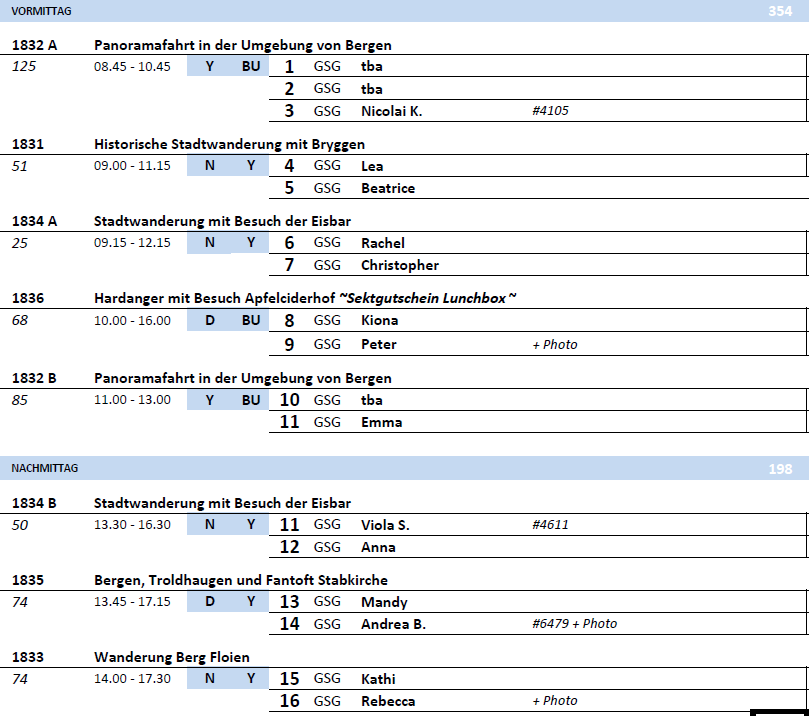 VORMITTAG 354
1832 A Panoramafahrt in der Umgebung von Bergen
125 08.45 - 10.45 Y BU 1 GSG tba
2 GSG tba
3 GSG Nicolai K. #4105
1831 Historische Stadtwanderung mit Bryggen
51 09.00 - 11.15 N Y 4 GSG Lea
5 GSG Beatrice
1834 A Stadtwanderung mit Besuch der Eisbar
25 09.15 - 12.15 N Y 6 GSG Rachel
7 GSG Christopher
1836 Hardanger mit Besuch Apfelciderhof ~Sektgutschein Lunchbox~
68 10.00 - 16.00 D BU 8 GSG Kiona
9 GSG Peter + Photo
1832 B Panoramafahrt in der Umgebung von Bergen
85 11.00 - 13.00 Y BU 10 GSG tba
11 GSG Emma
NACHMITTAG 198
1834 B Stadtwanderung mit Besuch der Eisbar
50 13.30 - 16.30 N Y 11 GSG Viola S. #4611
12 GSG Anna
1835 Bergen, Troldhaugen und Fantoft Stabkirche
74 13.45 - 17.15 D Y 13 GSG Mandy
14 GSG Andrea B. #6479 + Photo
1833 Wanderung Berg Floien
74 14.00 - 17.30 N Y 15 GSG Kathi
16 GSG Rebecca + Photo